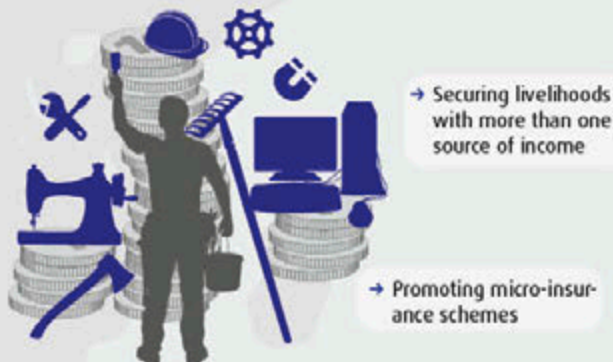 → Securing livelihoods
with more than one
source of income
→ Promoting micro-insur-
ance schemes